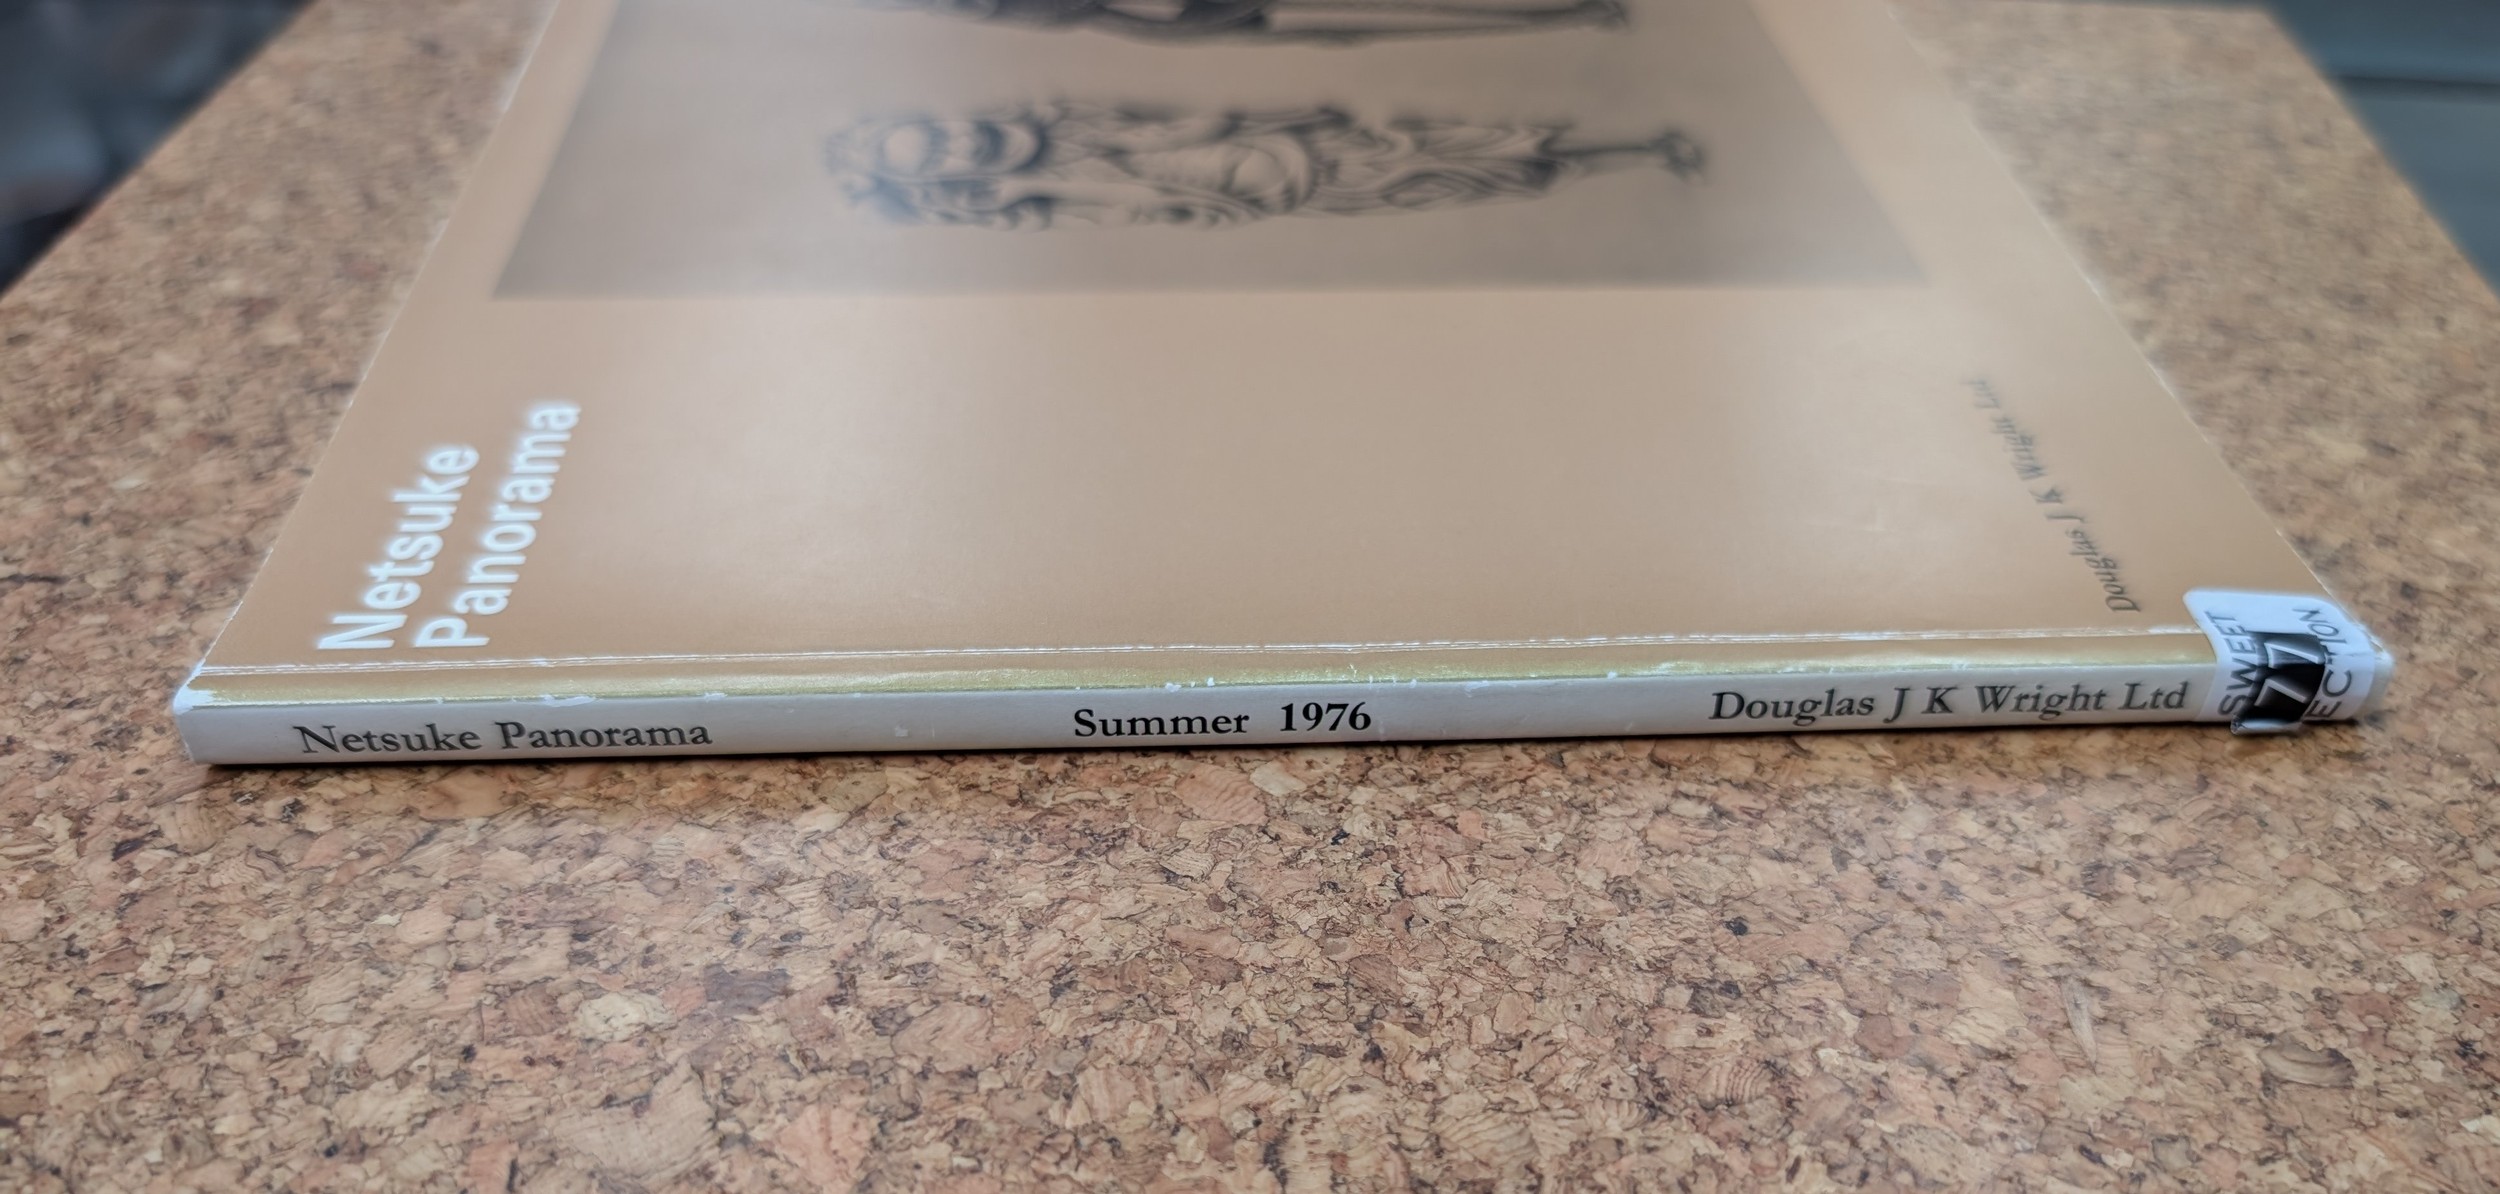 Netsuke
Panorama
Douglas J K Wright Ltd
Netsuke Panorama Summer 1976 Douglas J K Wright Ltd
SWEET
77